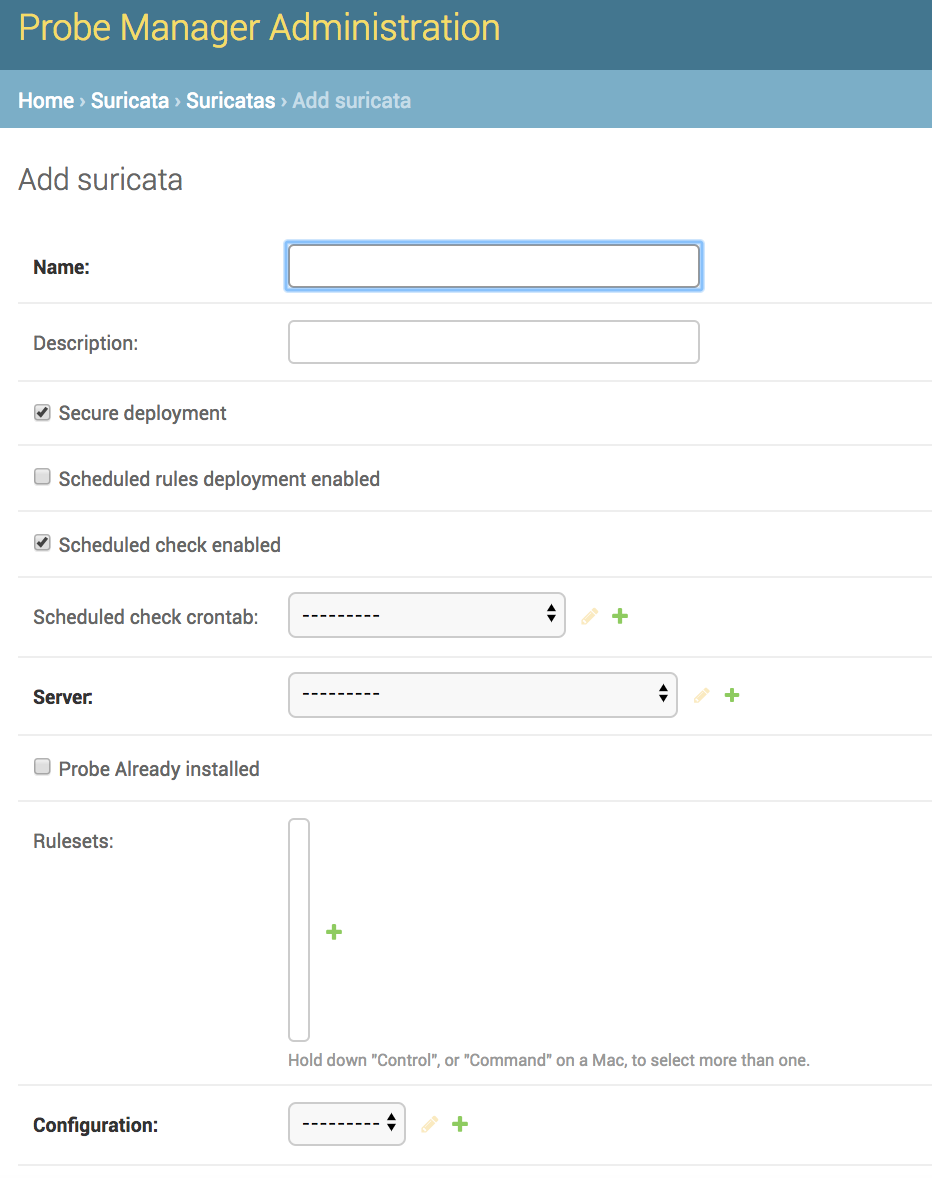 Probe Manager Administration
Home › Suricata › Suricatas › Add suricata
Add suricata
Name:
Description:
Secure deployment
Scheduled rules deployment enabled
Scheduled check enabled
Scheduled check crontab: ---------
Server: ---------
Probe Already installed
Rulesets:
Hold down "Control", or "Command" on a Mac, to select more than one.
Configuration: ---------